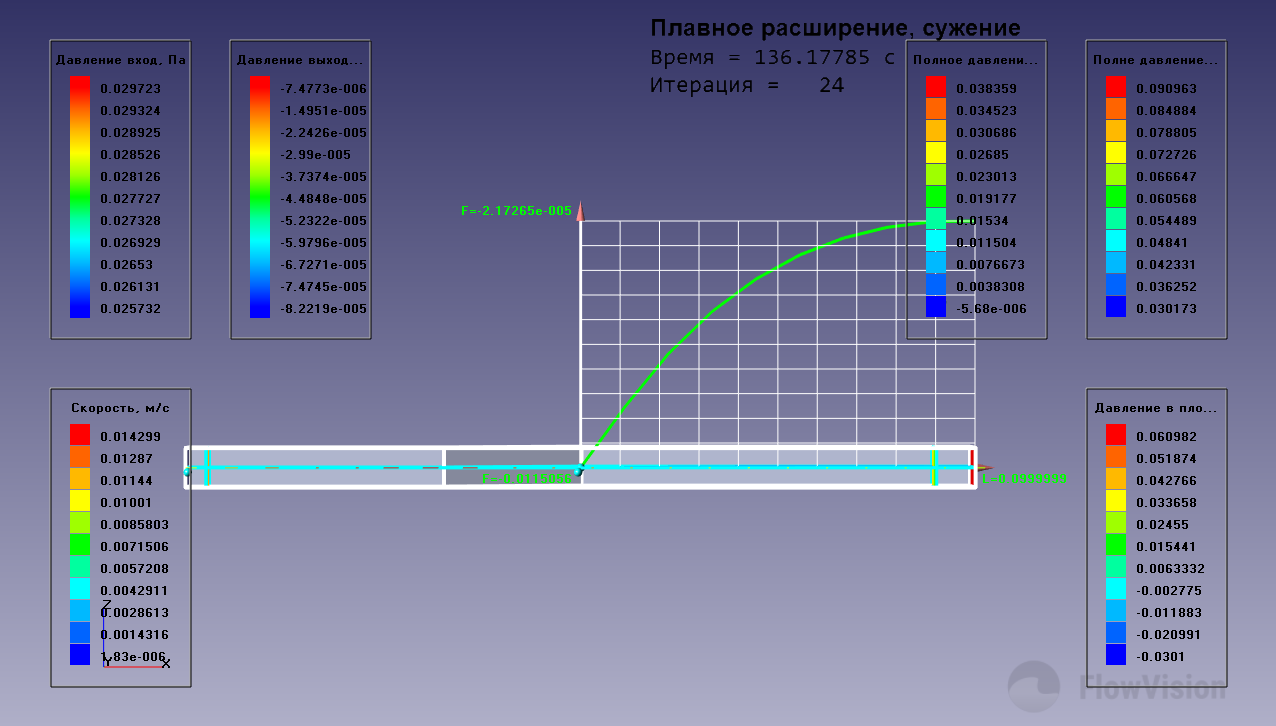 Плавное расширение, сужение
Время = 136.17785 с
Итерация = 24
Давление вход, Па
0.029723
0.029324
0.028925
0.028526
0.028126
0.027727
0.027328
0.026929
0.02653
0.026131
0.025732
Давление выход...
-7.4773e-006
-1.4951e-005
-2.2426e-005
-2.99e-005
-3.7374e-005
-4.4848e-005
-5.2322e-005
-5.9796e-005
-6.7271e-005
-7.4745e-005
-8.2219e-005
Полное давлени...
0.038359
0.034523
0.030686
0.02685
0.023013
0.019177
0.01534
0.011504
0.0076673
0.0038308
-5.68e-006
Полне давление...
0.090963
0.084884
0.078805
0.072726
0.066647
0.060568
0.054489
0.04841
0.042331
0.036252
0.030173
F=-2.17265e-005
L=0.0999999
Скорость, м/с
0.014299
0.01287
0.01144
0.01001
0.0085803
0.0071506
0.0057208
0.0042911
0.0028613
0.0014316
1.83e-006
Z
Y
X
Давление в пло...
0.060982
0.051874
0.042766
0.033658
0.02455
0.015441
0.0063332
-0.002775
-0.011883
-0.020991
-0.0301
FlowVision